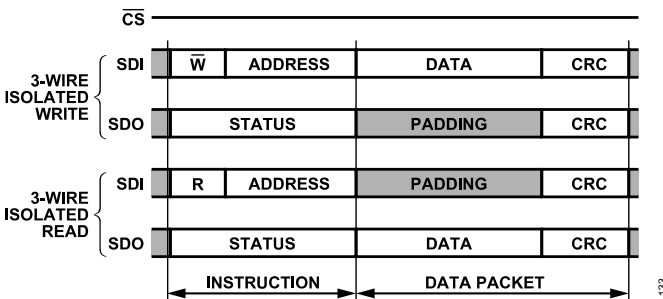 CS
SDI W ADDRESS DATA CRC
3-WIRE
ISOLATED
WRITE
SDO STATUS PADDING CRC
SDI R ADDRESS PADDING CRC
3-WIRE
ISOLATED
READ
SDO STATUS DATA CRC
INSTRUCTION DATA PACKET
133